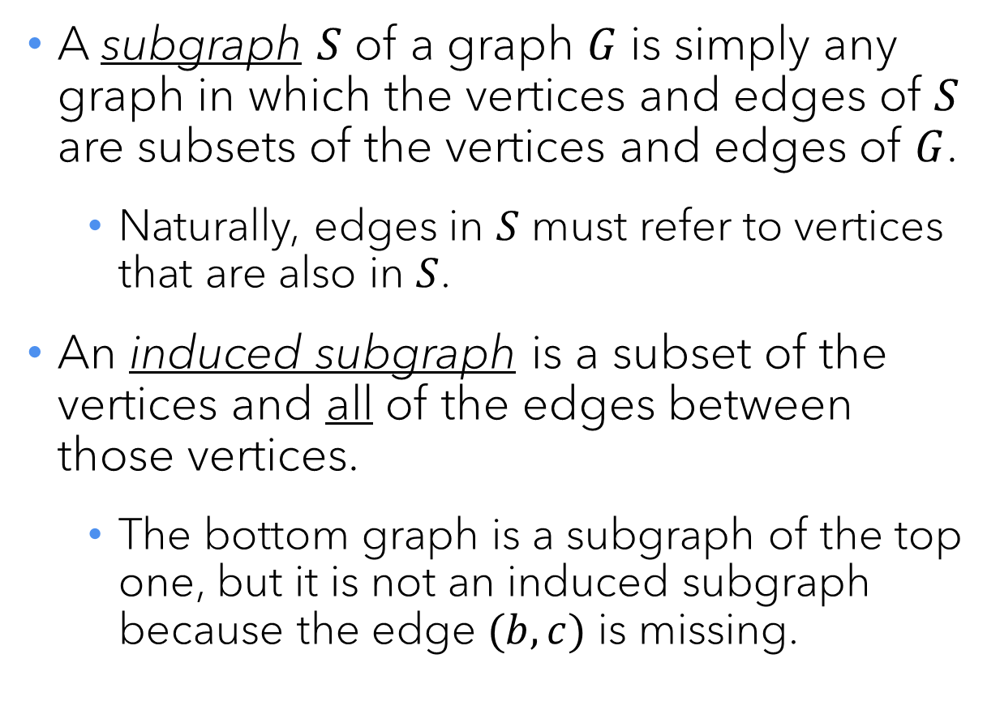 • A subgraph S of a graph G is simply any
graph in which the vertices and edges of S
are subsets of the vertices and edges of G.
• Naturally, edges in S must refer to vertices
that are also in S.
• An induced subgraph is a subset of the
vertices and all of the edges between
those vertices.
• The bottom graph is a subgraph of the top
one, but it is not an induced subgraph
because the edge (b, c) is missing.